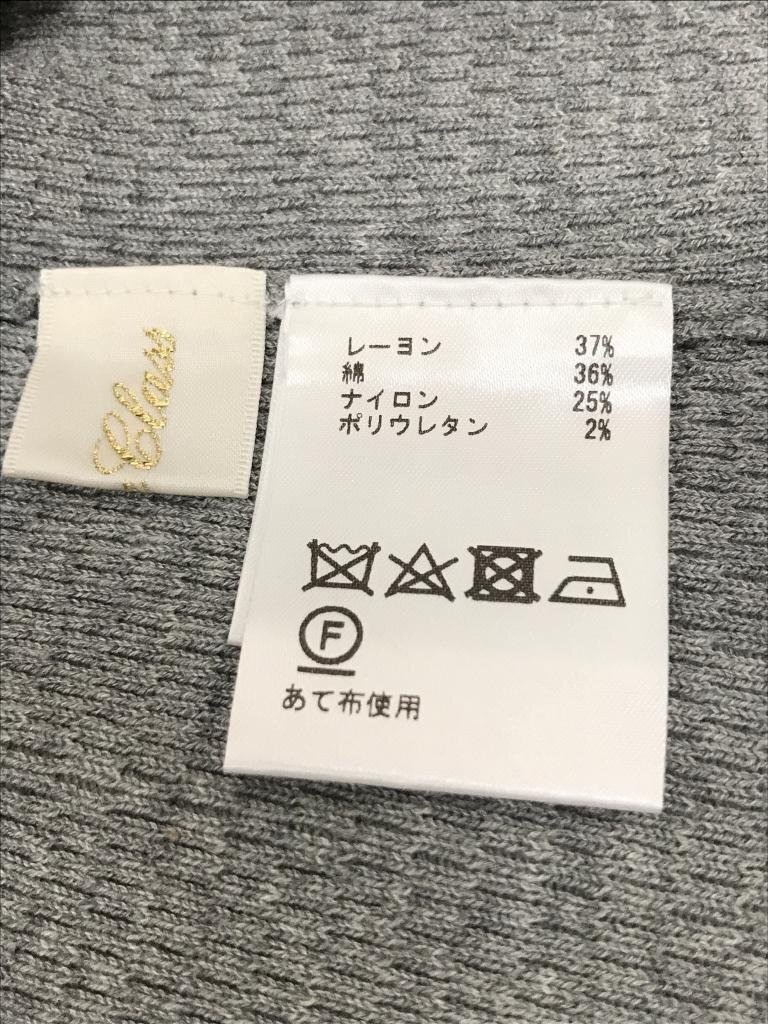 Class
レーヨン 37%
綿 36%
ナイロン 25%
ポリウレタン 2%
F
あて布使用